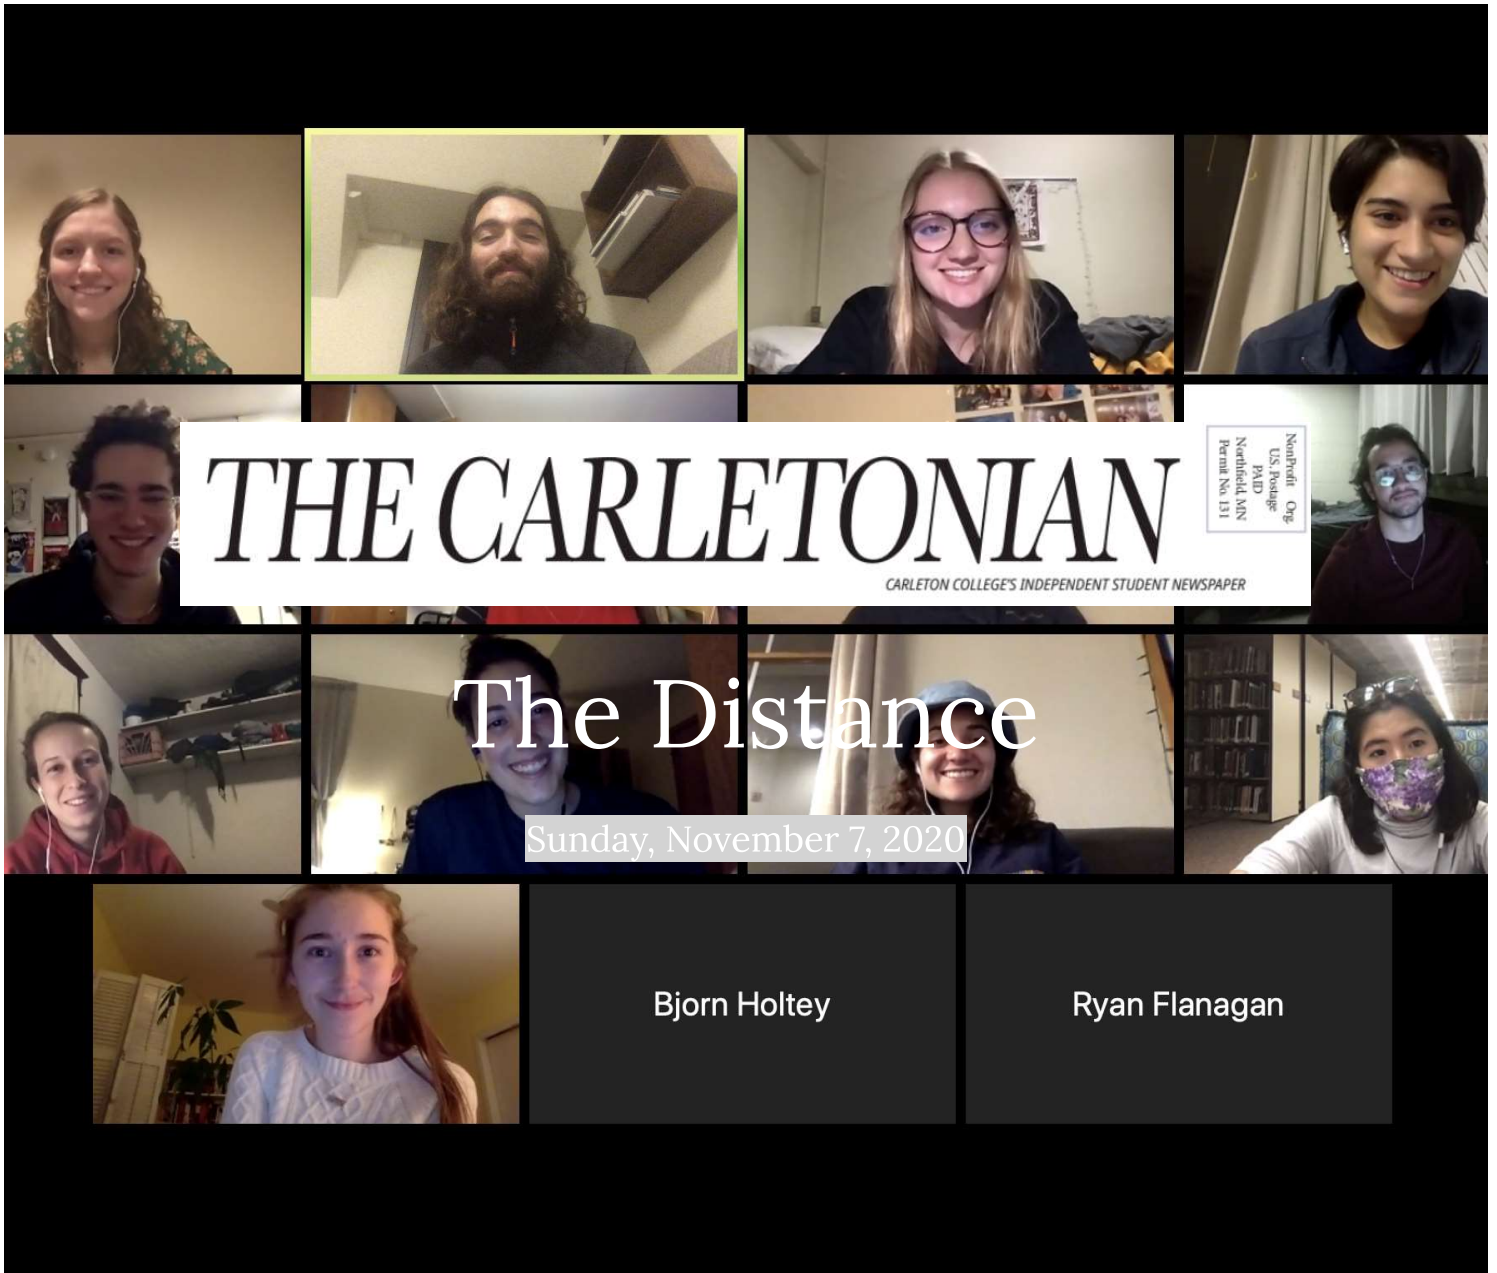 THE CARLETONIAN
NonProfit Org.
U.S. Postage
PAID
Northfield, MN
Permit No. 131
CARLETON COLLEGE'S INDEPENDENT STUDENT NEWSPAPER
The Distance
Sunday, November 7, 2020
Bjorn Holtey
Ryan Flanagan